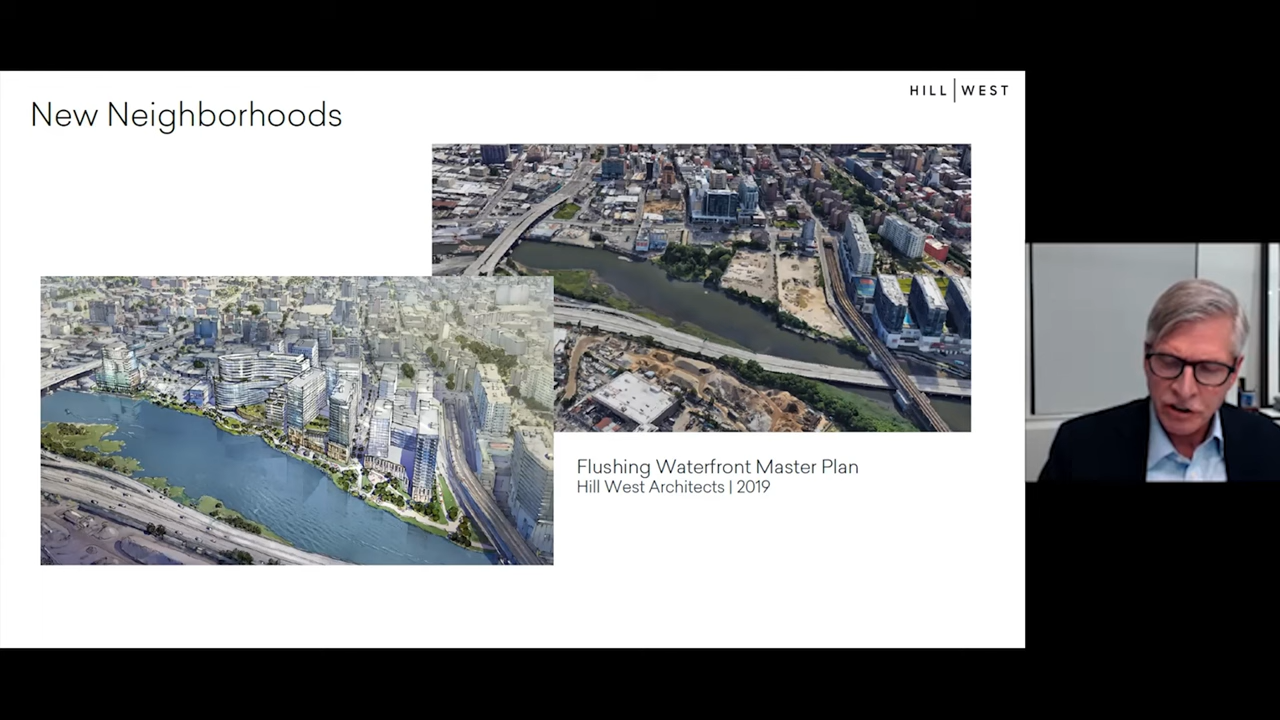 New Neighborhoods
HILL WEST
Flushing Waterfront Master Plan
Hill West Architects | 2019